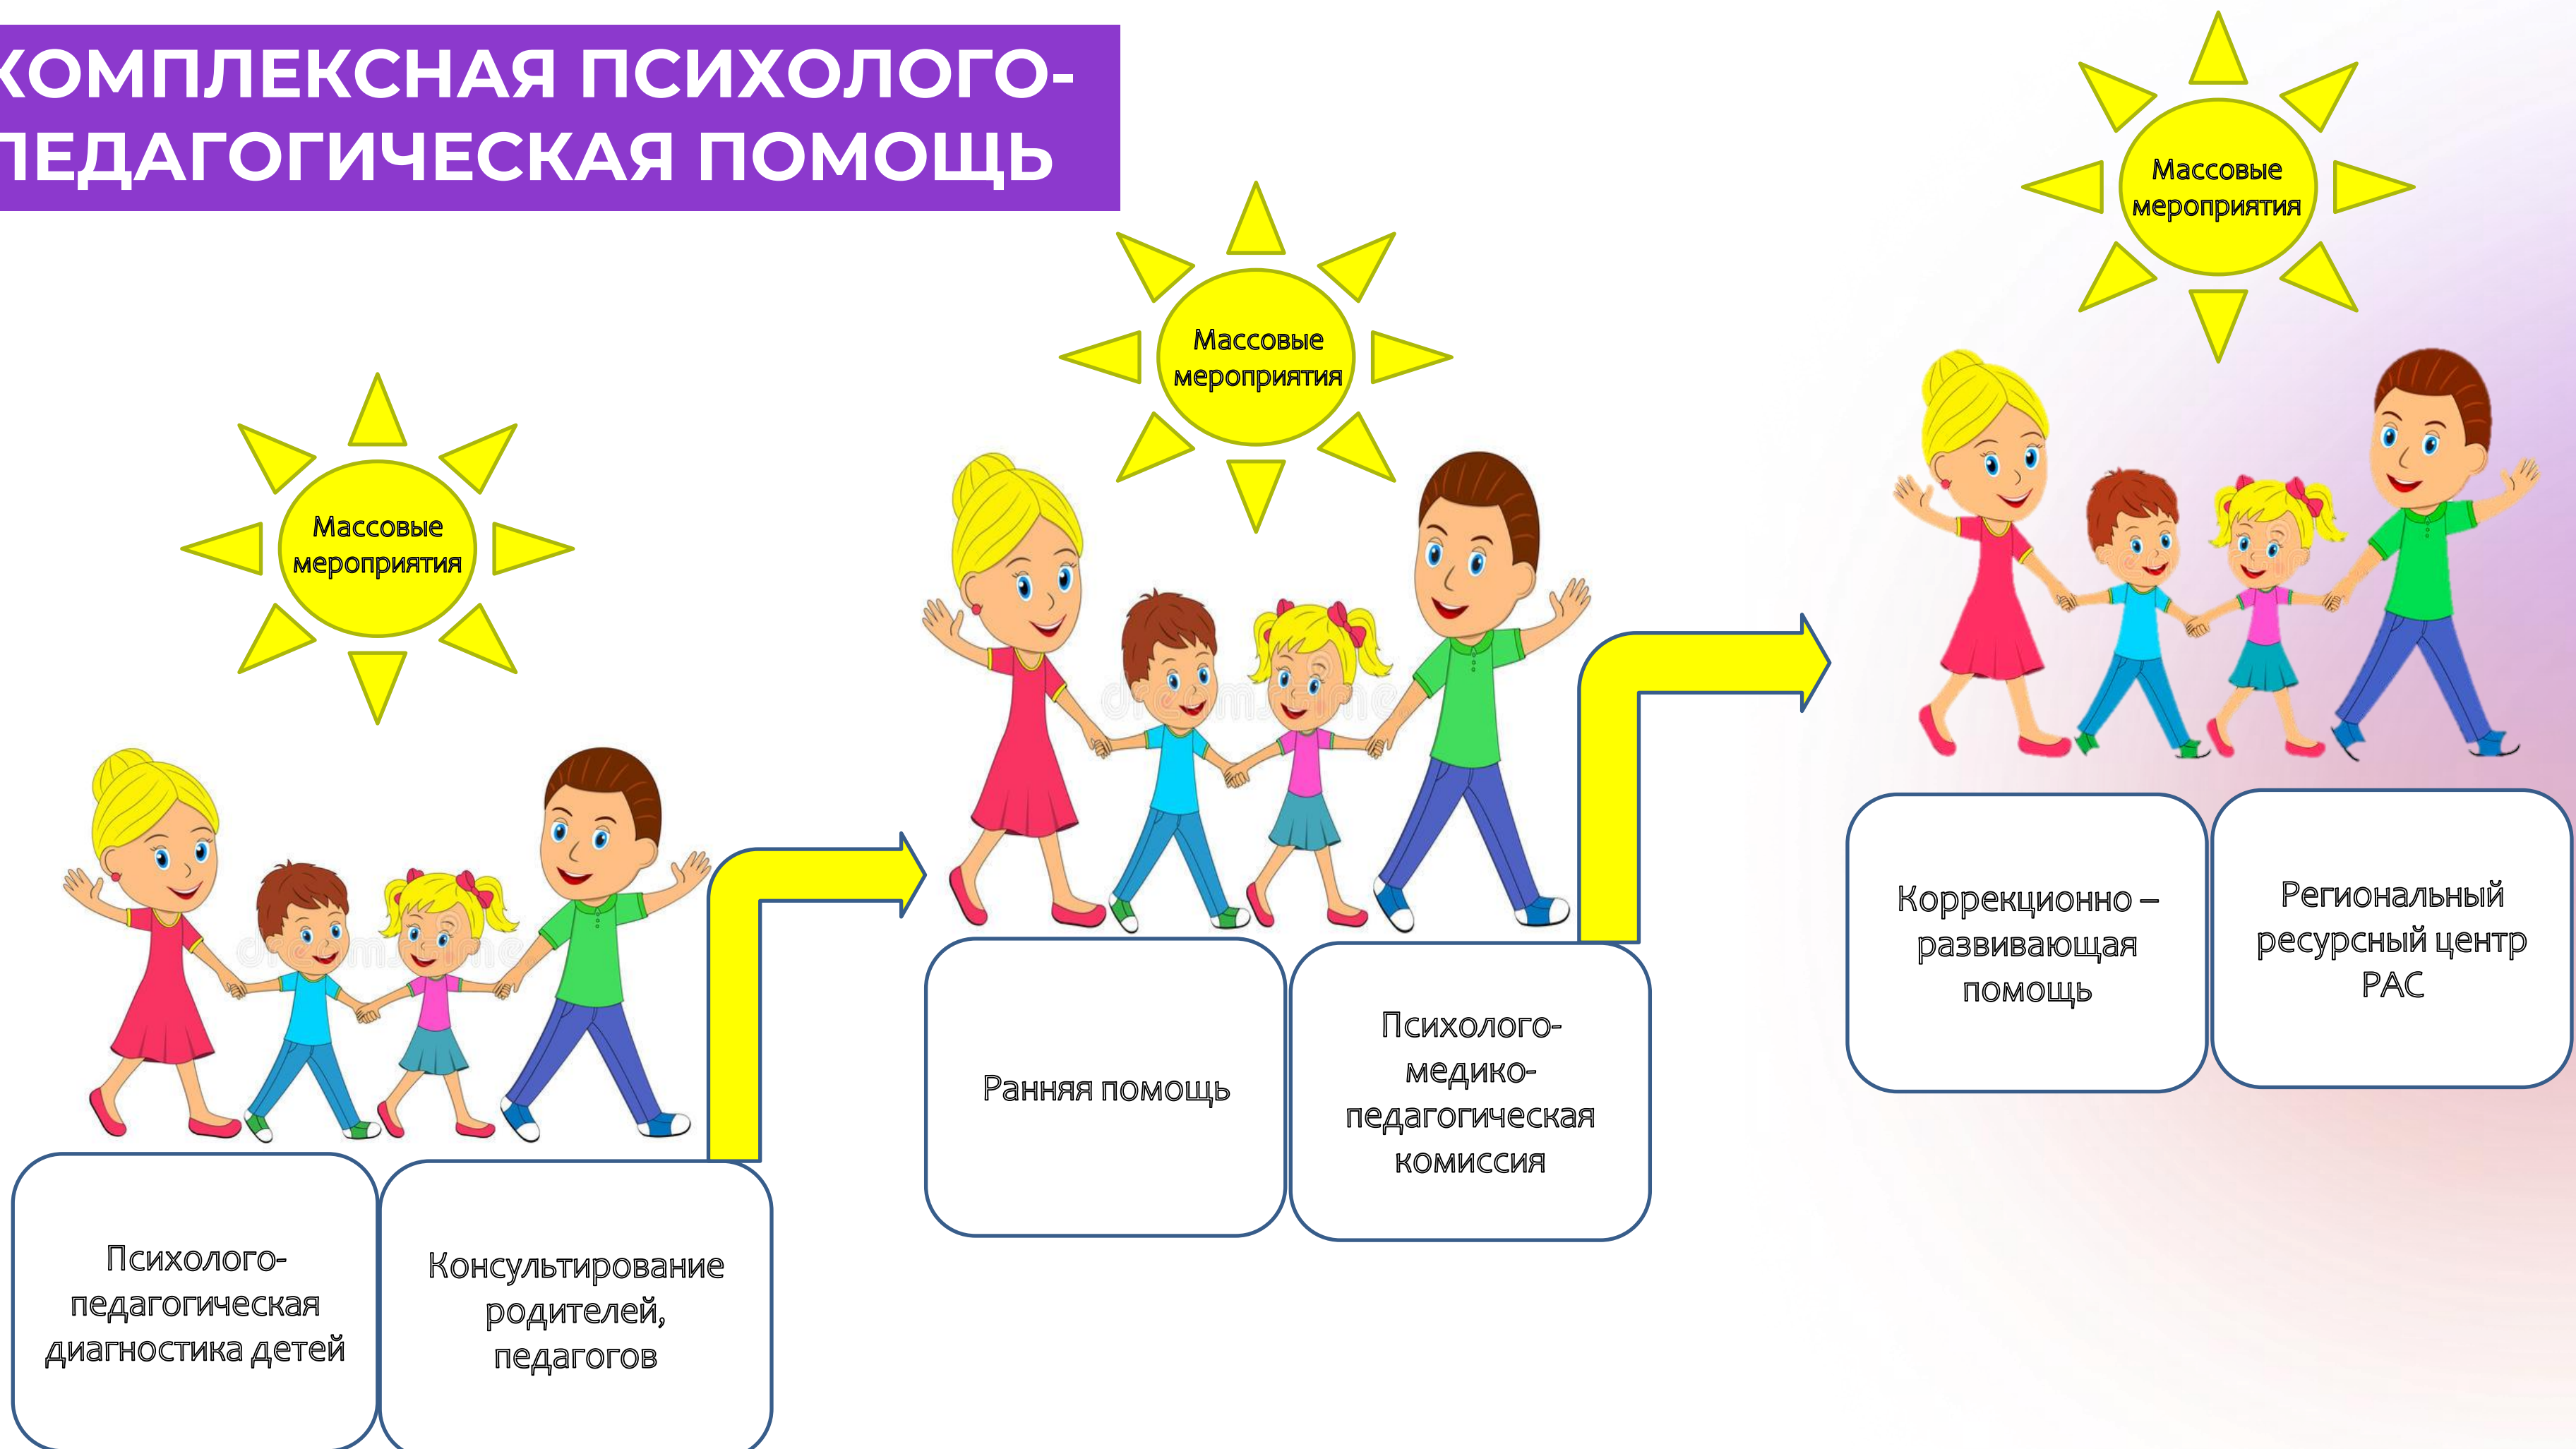 КОМПЛЕКСНАЯ ПСИХОЛОГО-
ПЕДАГОГИЧЕСКАЯ ПОМОЩЬ
Массовые
мероприятия
Психолого-
педагогическая
диагностика детей
Консультирование
родителей,
педагогов
Массовые
мероприятия
Ранняя помощь
Психолого-
медико-
педагогическая
комиссия
Массовые
мероприятия
Коррекционно –
развивающая
помощь
Региональный
ресурсный центр
РАС